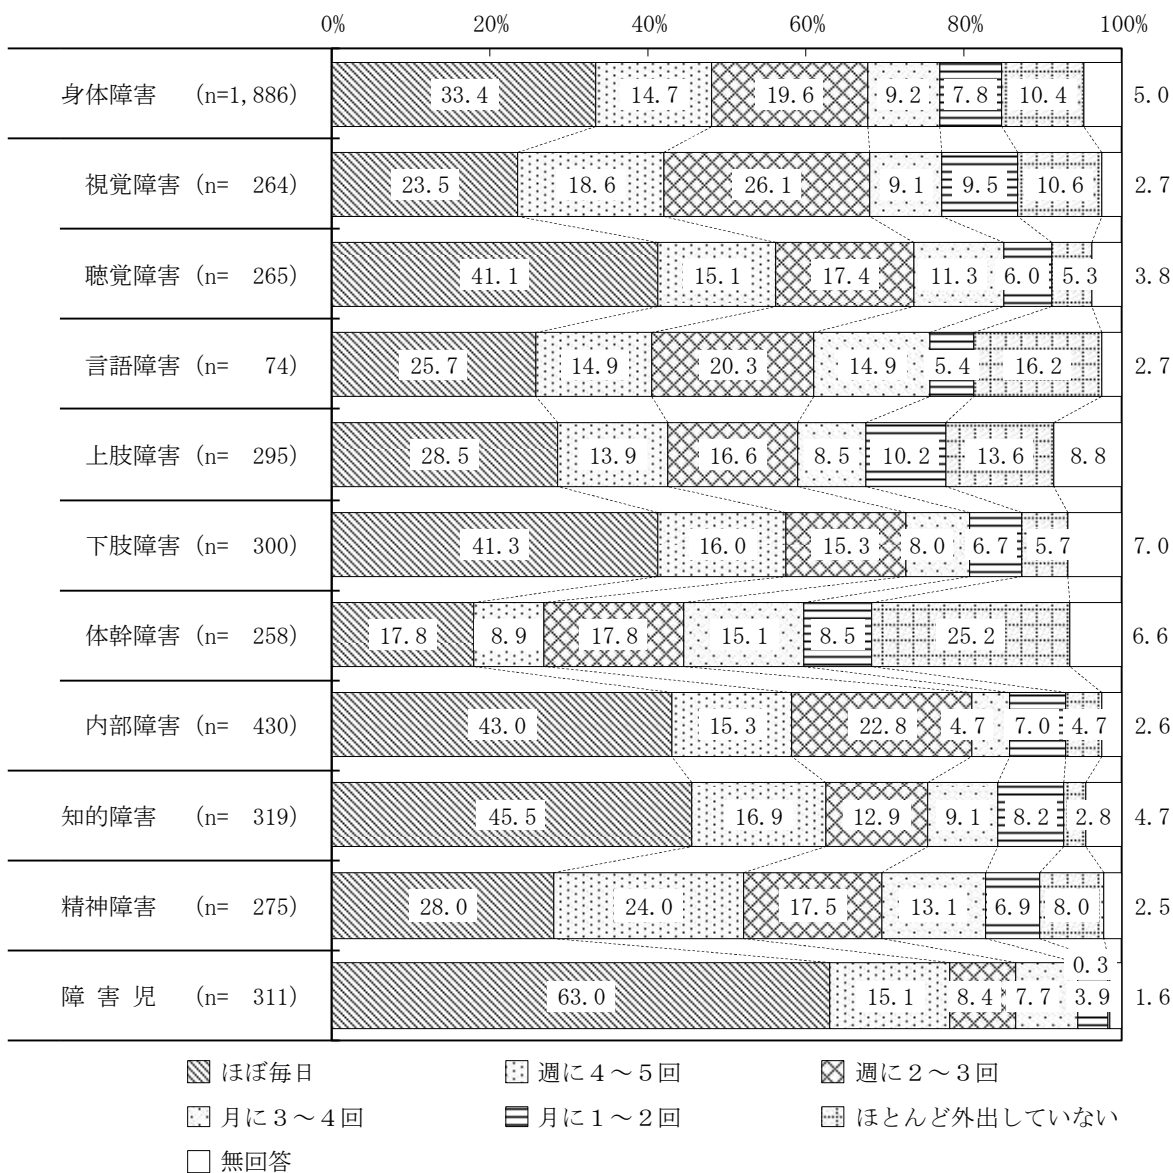 0% 20% 40% 60% 80% 100%
身体障害 (n=1,886) 33.4 14.7 19.6 9.2 7.8 10.4 5.0
視覚障害 (n= 264) 23.5 18.6 26.1 9.1 9.5 10.6 2.7
聴覚障害 (n= 265) 41.1 15.1 17.4 11.3 6.0 5.3 3.8
言語障害 (n= 74) 25.7 14.9 20.3 14.9 5.4 16.2 2.7
上肢障害 (n= 295) 28.5 13.9 16.6 8.5 10.2 13.6 8.8
下肢障害 (n= 300) 41.3 16.0 15.3 8.0 6.7 5.7 7.0
体幹障害 (n= 258) 17.8 8.9 17.8 15.1 8.5 25.2 6.6
内部障害 (n= 430) 43.0 15.3 22.8 4.7 7.0 4.7 2.6
知的障害 (n= 319) 45.5 16.9 12.9 9.1 8.2 2.8 4.7
精神障害 (n= 275) 28.0 24.0 17.5 13.1 6.9 8.0 2.5
0.3
障 害 児 (n= 311) 63.0 15.1 8.4 7.7 3.9 1.6
ほぼ毎日 週に４～５回 週に２～３回
月に３～４回 月に１～２回 ほとんど外出していない
無回答